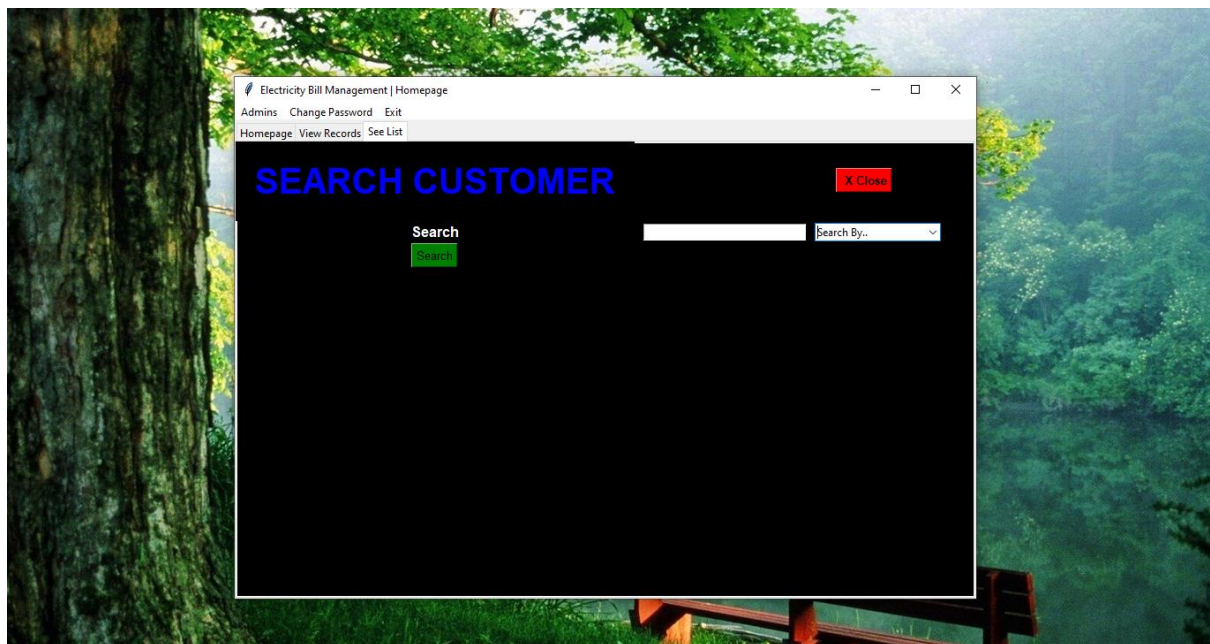 Electricity Bill Management | Homepage
Admins Change Password Exit
Homepage View Records See List
SEARCH CUSTOMER X Close
Search Search By..
Search